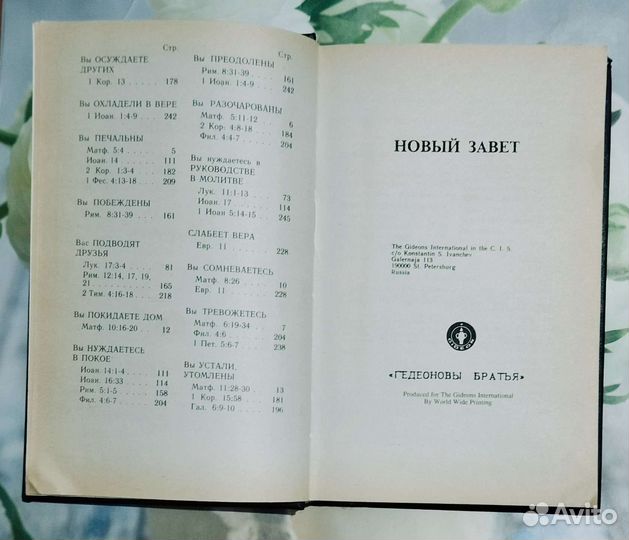 Стр.
Вы ОСУЖДАЕТЕ
ДРУГИХ
1 Кор. 13 . . . . . 178
Вы ОХЛАДЕЛИ В ВЕРЕ
1 Иоан. 1:4-9 . . . 242
Вы ПЕЧАЛЬНЫ
Матф. 5:4 . . . . 5
Иоан. 14 . . . . . 111
2 Кор. 1:3-4 . . . . 182
1 Фес. 4:13-18 . . . 209
Вы ПОБЕЖДЕНЫ
Рим. 8:31-39 . . . . 161
Вас ПОДВОДЯТ
ДРУЗЬЯ
Лук. 17:3-4 . . . . 81
Рим. 12:14, 17, 19,
21 . . . . . . . . 165
2 Тим. 4:16-18 . . . 218
Вы ПОКИДАЕТЕ ДОМ
Матф. 10:16-20 . . . 12
Вы НУЖДАЕТЕСЬ
В ПОКОЕ
Иоан. 14:1-4 . . . . 111
Иоан. 16:33 . . . . 114
Рим. 5:1-5 . . . . 158
Фил. 4:6-7 . . . . 204
Стр.
Вы ПРЕОДОЛЕНЫ
Рим. 8:31-39 . . . . 161
1 Иоан. 1:4-9 . . . 242
Вы РАЗОЧАРОВАНЫ
Матф. 5:11-12 . . . 6
2 Кор: 4:8-18 . . . 184
Фил. 4:4-7 . . . . 204
Вы нуждаетесь в
РУКОВОДСТВЕ
В МОЛИТВЕ
Лук. 11:1-13 . . . . 73
Иоан. 17 . . . . . 114
1 Иоан 5:14-15 . . . 245
СЛАБЕЕТ ВЕРА
Евр. 11 . . . . . 228
Вы СОМНЕВАЕТЕСЬ
Матф. 8:26 . . . . 10
Евр. 11 . . . . . 228
Вы ТРЕВОЖЕТЕСЬ
Матф. 6:19-34 . . . 7
Фил. 4:6 . . . . . 204
1 Пет. 5:6-7 . . . . 238
Вы УСТАЛИ,
УТОМЛЕНЫ
Матф. 11:28-30 . . . 13
1 Кор. 15:58 . . . . 181
Гал. 6:9-10 . . . . 196
НОВЫЙ ЗАВЕТ
The Gideons International in the C. I. S.
c/o Konstantin S. Ivanchev
Galernaja 113
190000 St. Petersburg
Russia
GIDEON
«ГЕДЕОНОВЫ БРАТЬЯ»
Produced for The Gideons International
By World Wide Printing
Avito